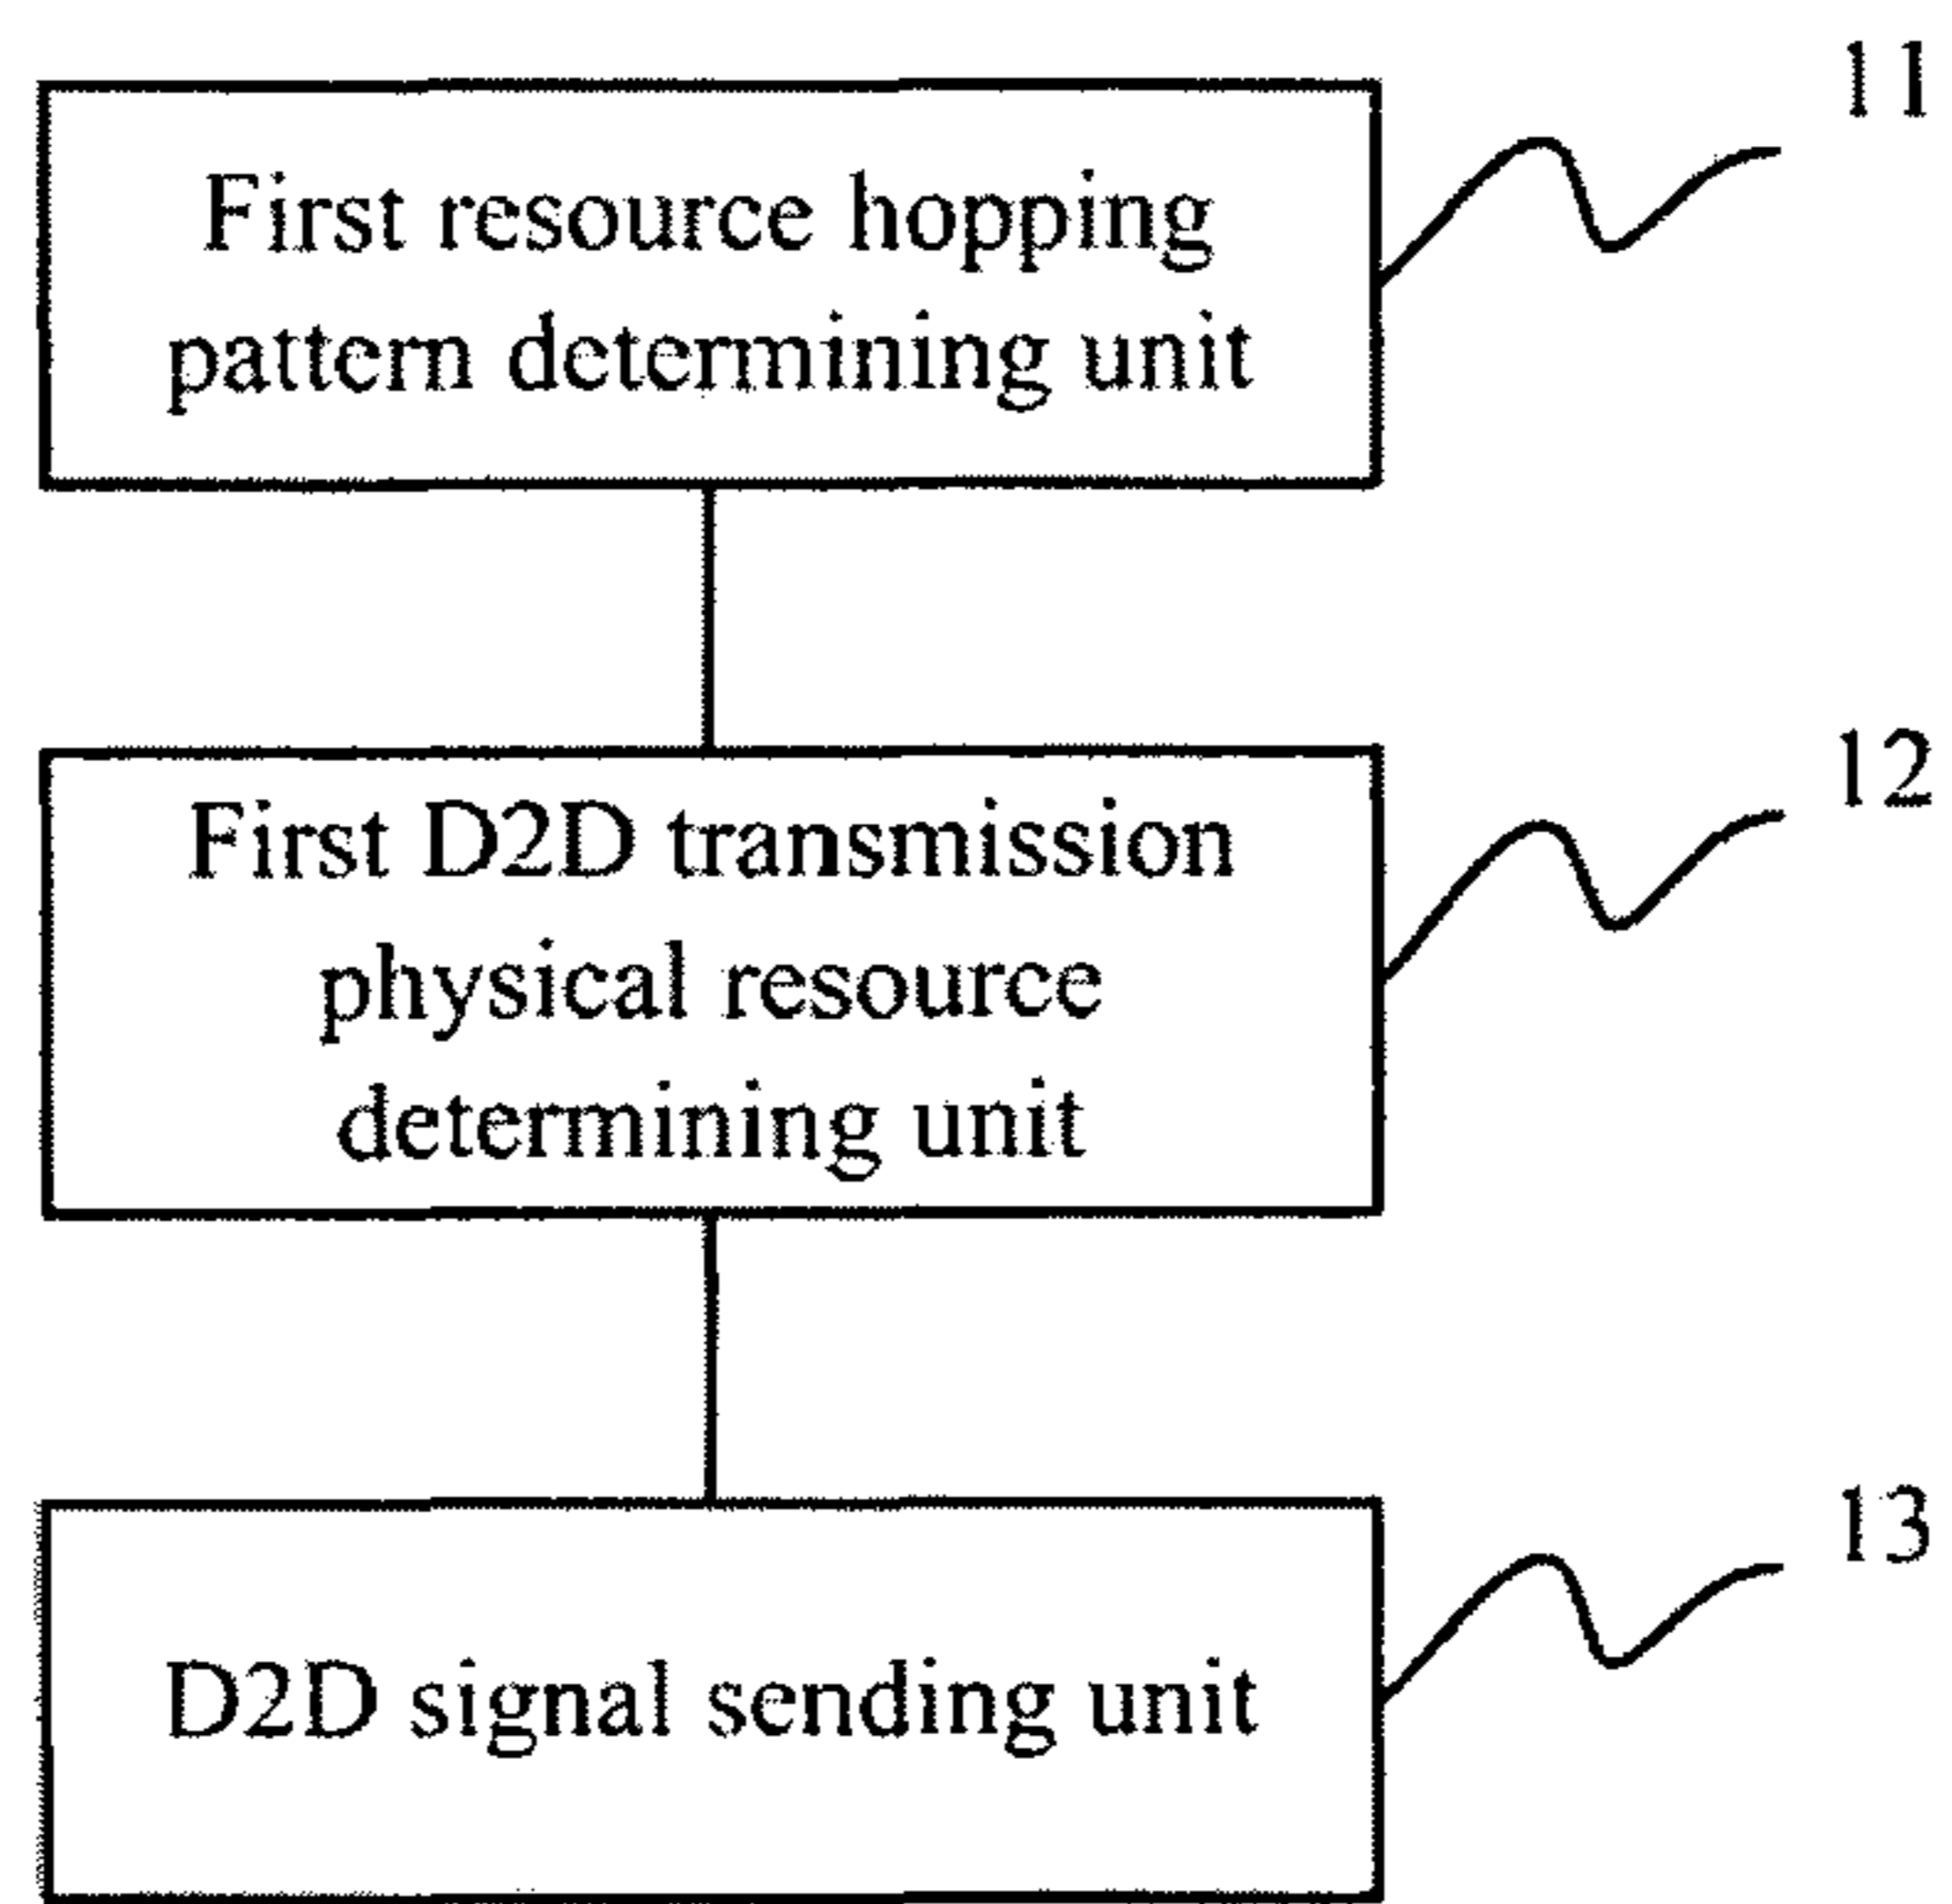 11
First resource hopping
pattern determining unit
12
First D2D transmission
physical resource
determining unit
13
D2D signal sending unit